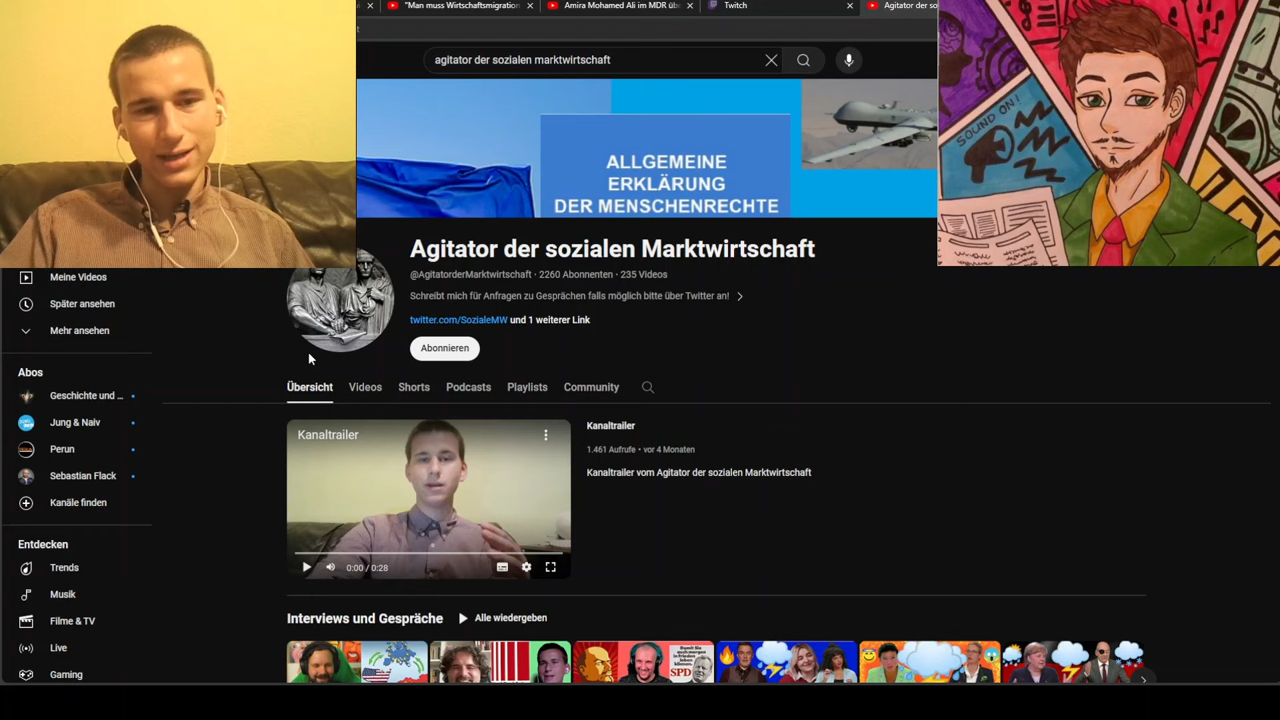 "Man muss Wirtschaftsmigration
Amira Mohamed Ali im MDR übe
Twitch
Agitator der so
agitator der sozialen marktwirtschaft
SOUND ON!
ALLGEMEINE
ERKLÄRUNG
DER MENSCHENRECHTE
Agitator der sozialen Marktwirtschaft
@AgitatorderMarktwirtschaft · 2260 Abonnenten · 235 Videos
Schreibt mich für Anfragen zu Gesprächen falls möglich bitte über Twitter an!
twitter.com/SozialeMW und 1 weiterer Link
Abonnieren
Meine Videos
Später ansehen
Mehr ansehen
Abos
Geschichte und ...
Jung & Naiv
Perun
Sebastian Flack
Kanäle finden
Entdecken
Trends
Musik
Filme & TV
Live
Gaming
Übersicht
Videos
Shorts
Podcasts
Playlists
Community
Kanaltrailer
0:00 / 0:28
Kanaltrailer
1.461 Aufrufe • vor 4 Monaten
Kanaltrailer vom Agitator der sozialen Marktwirtschaft
Interviews und Gespräche
Alle wiedergeben
SPD